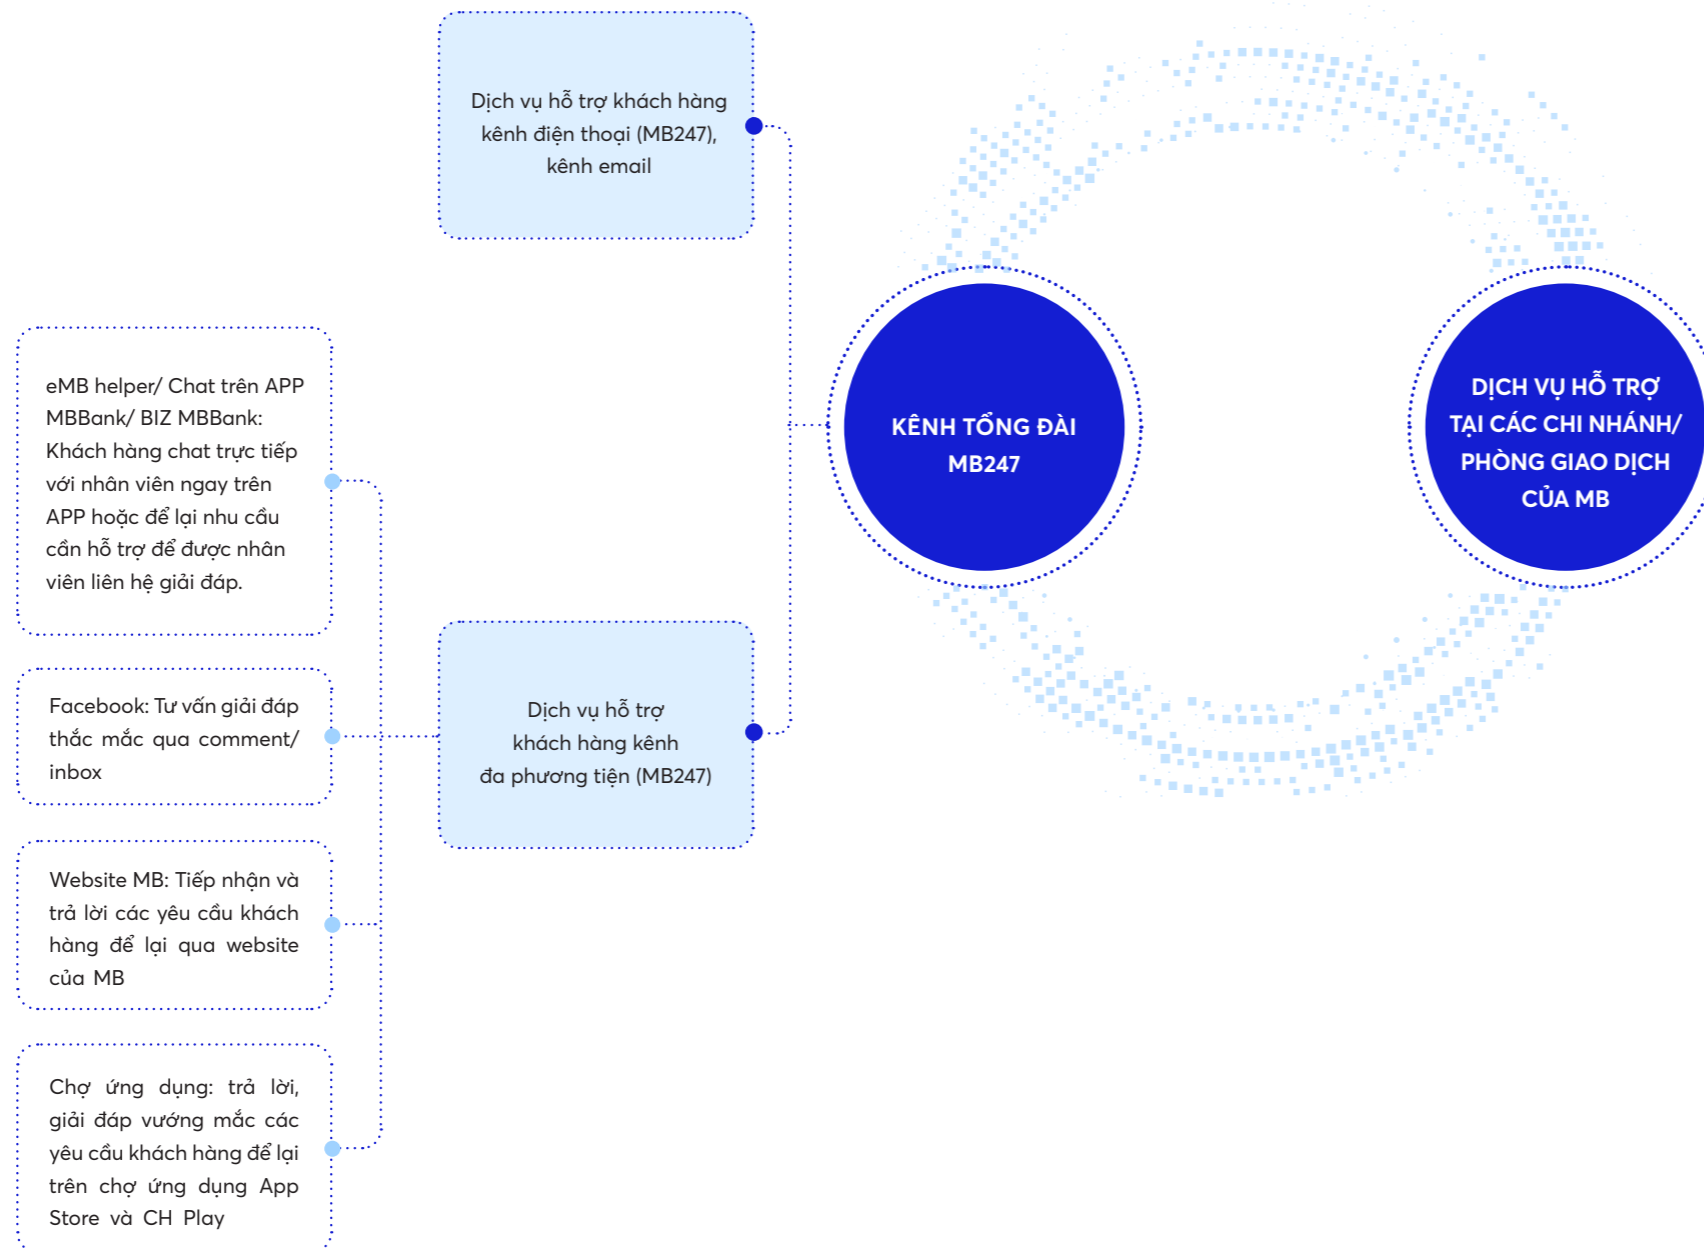 Dịch vụ hỗ trợ khách hàng
kênh điện thoại (MB247),
kênh email
eMB helper/ Chat trên APP
MBBank/ BIZ MBBank:
Khách hàng chat trực tiếp
với nhân viên ngay trên
APP hoặc để lại nhu cầu
cần hỗ trợ để được nhân
viên liên hệ giải đáp.
KÊNH TỔNG ĐÀI
MB247
DỊCH VỤ HỖ TRỢ
TẠI CÁC CHI NHÁNH/
PHÒNG GIAO DỊCH
CỦA MB
Facebook: Tư vấn giải đáp
thắc mắc qua comment/
inbox
Dịch vụ hỗ trợ
khách hàng kênh
đa phương tiện (MB247)
Website MB: Tiếp nhận và
trả lời các yêu cầu khách
hàng để lại qua website
của MB
Chợ ứng dụng: trả lời,
giải đáp vướng mắc các
yêu cầu khách hàng để lại
trên chợ ứng dụng App
Store và CH Play